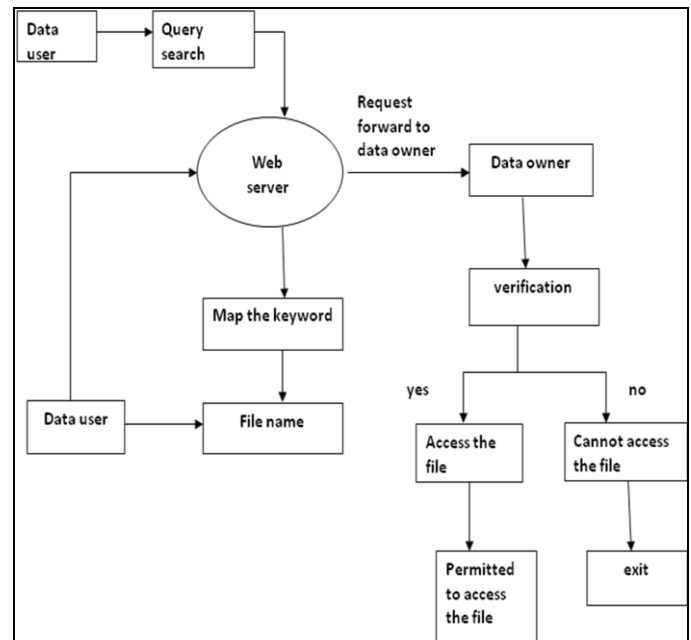 Data
user
Query
search
Request
forward to
data owner
Web
server
Data owner
verification
Map the keyword
yes
no
Data user
File name
Access the
file
Cannot access
the file
Permitted
to access
the file
exit